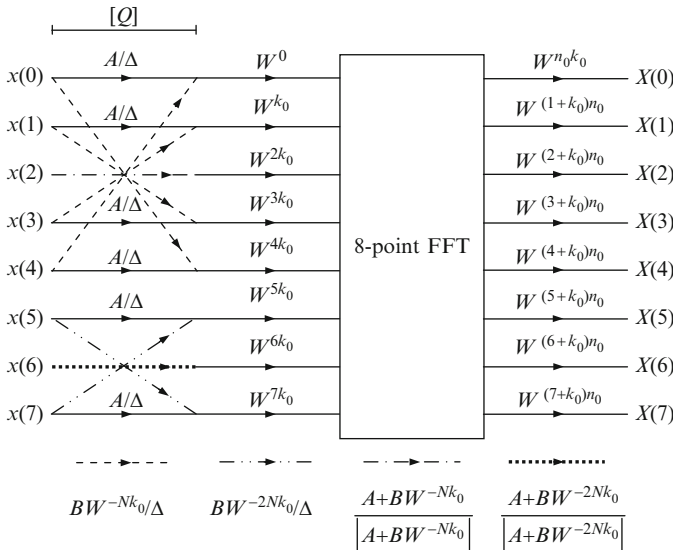 [Q]
x(0) A/Δ W^0 W^{n_0k_0} X(0)
x(1) A/Δ W^{k_0} W^{(1+k_0)n_0} X(1)
x(2) W^{2k_0} W^{(2+k_0)n_0} X(2)
x(3) A/Δ W^{3k_0} W^{(3+k_0)n_0} X(3)
x(4) A/Δ W^{4k_0} 8-point FFT W^{(4+k_0)n_0} X(4)
x(5) A/Δ W^{5k_0} W^{(5+k_0)n_0} X(5)
x(6) W^{6k_0} W^{(6+k_0)n_0} X(6)
x(7) A/Δ W^{7k_0} W^{(7+k_0)n_0} X(7)
BW^{-Nk_0}/Δ BW^{-2Nk_0}/Δ A+BW^{-Nk_0} A+BW^{-2Nk_0}
|A+BW^{-Nk_0}| |A+BW^{-2Nk_0}|